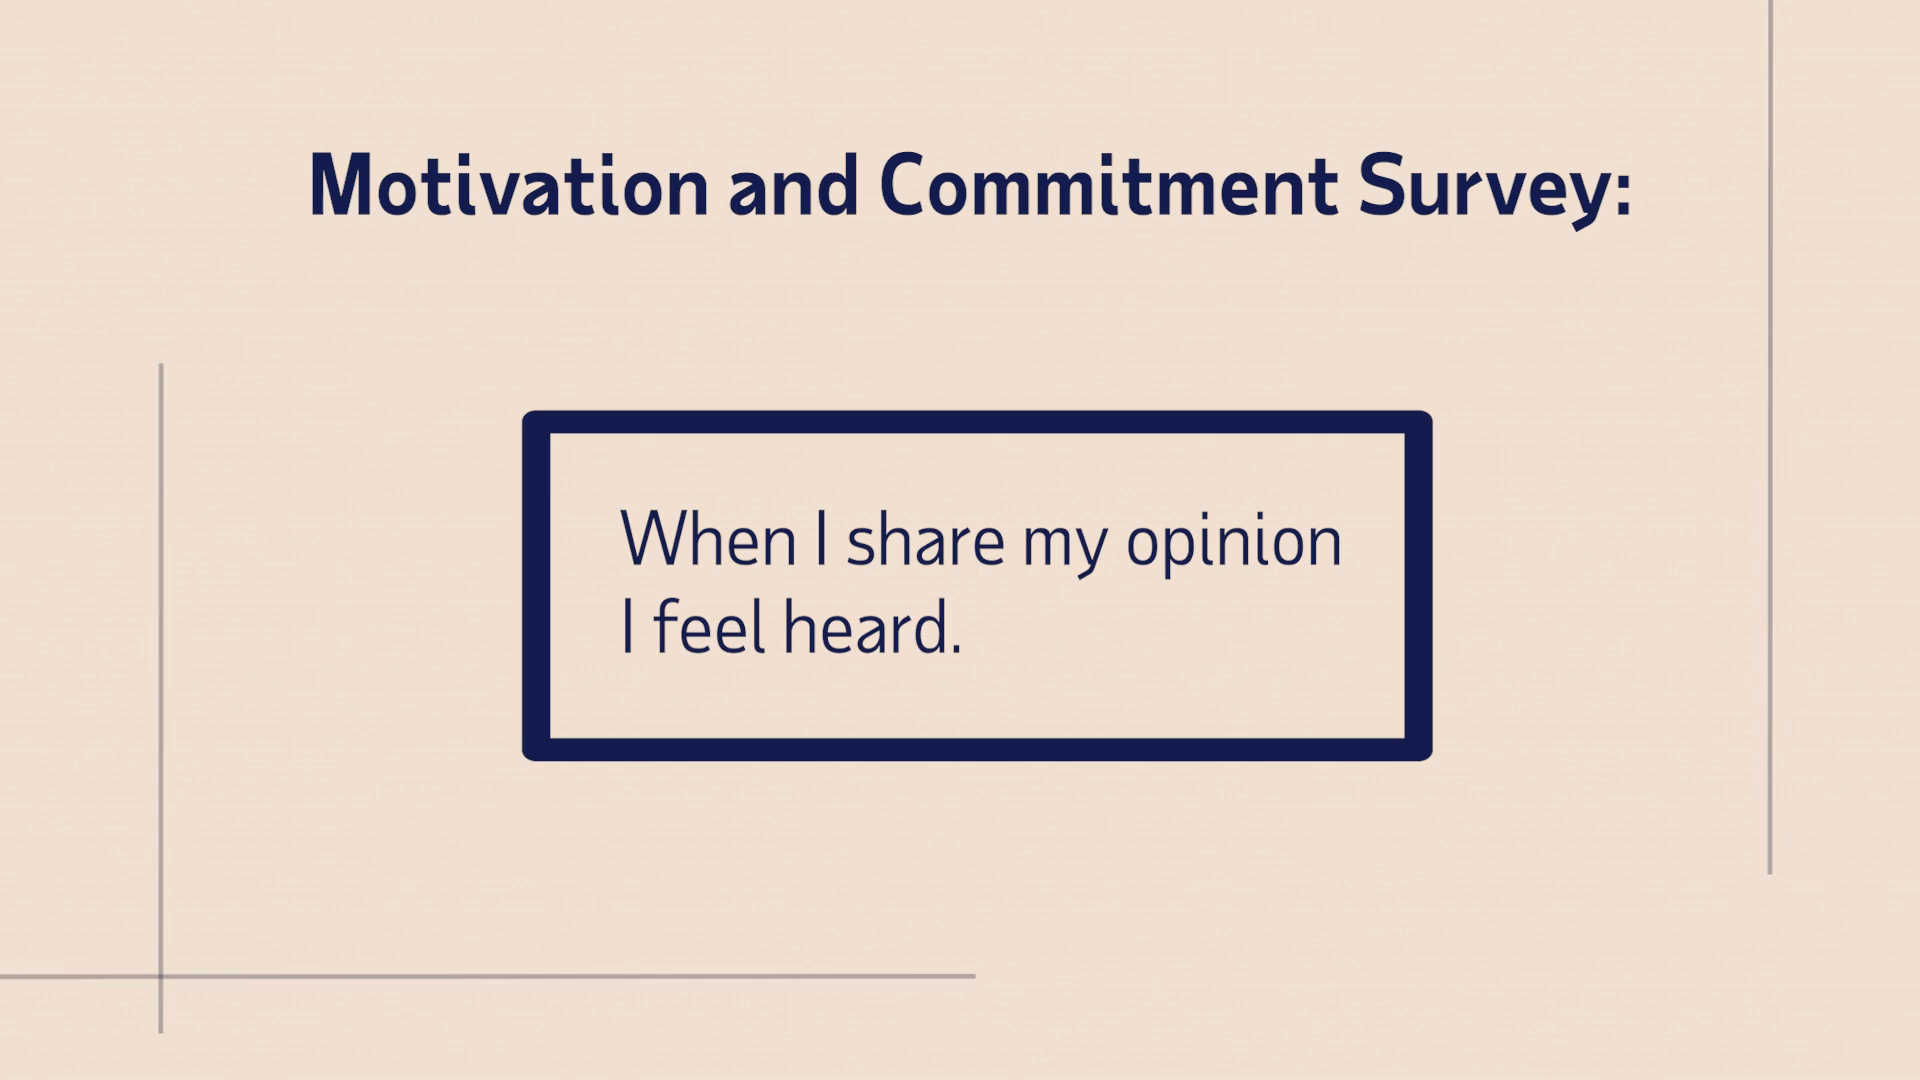 Motivation and Commitment Survey:
When I share my opinion
I feel heard.